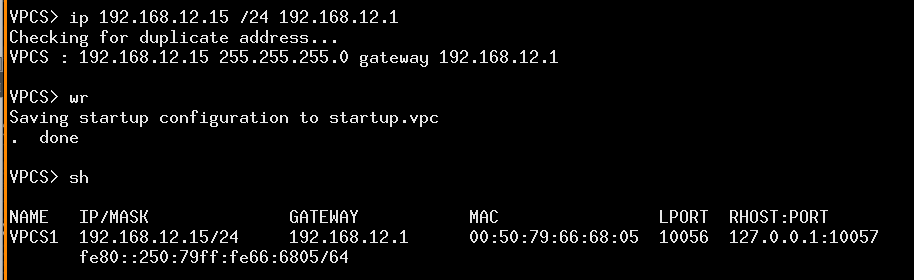 VPCS> ip 192.168.12.15 /24 192.168.12.1
Checking for duplicate address...
VPCS : 192.168.12.15 255.255.255.0 gateway 192.168.12.1
VPCS> wr
Saving startup configuration to startup.vpc
.  done
VPCS> sh
NAME   IP/MASK              GATEWAY           MAC                LPORT  RHOST:PORT
VPCS1  192.168.12.15/24     192.168.12.1      00:50:79:66:68:05  10056  127.0.0.1:10057
       fe80::250:79ff:fe66:6805/64